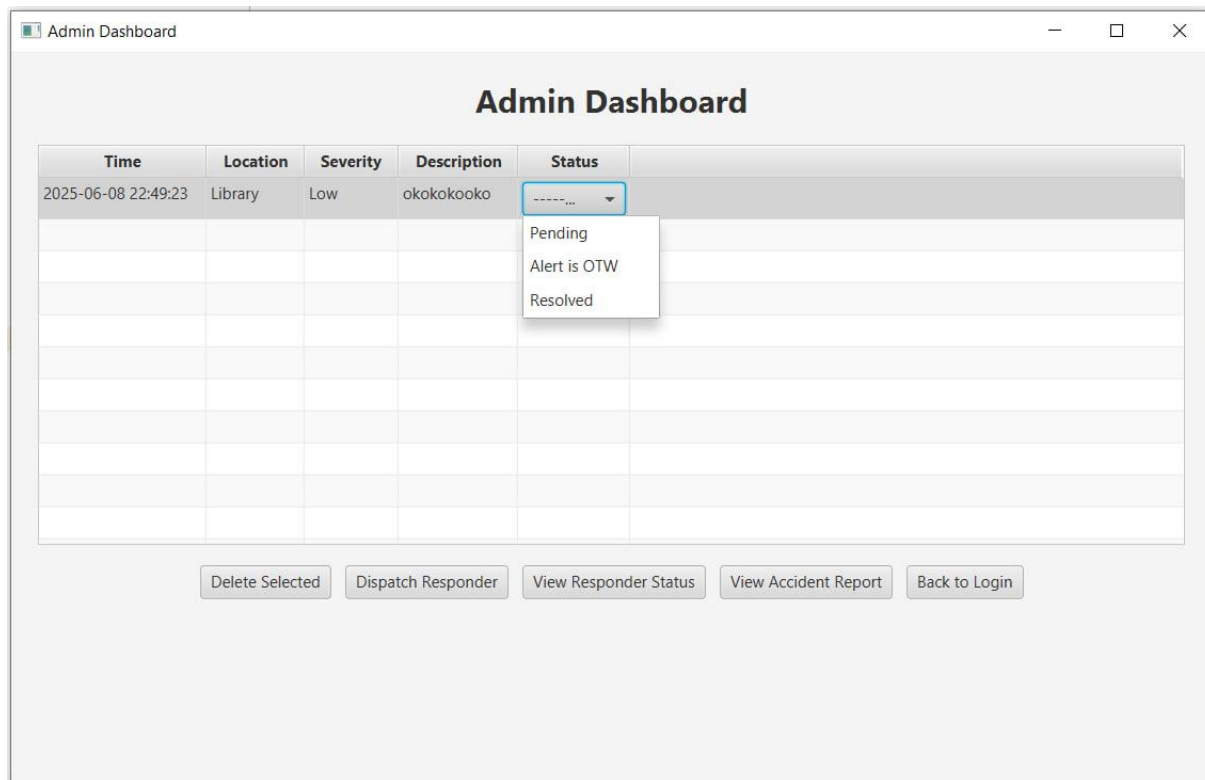 Admin Dashboard
Admin Dashboard
Time Location Severity Description Status
2025-06-08 22:49:23 Library Low okokokooko -----...
Pending
Alert is OTW
Resolved
Delete Selected Dispatch Responder View Responder Status View Accident Report Back to Login